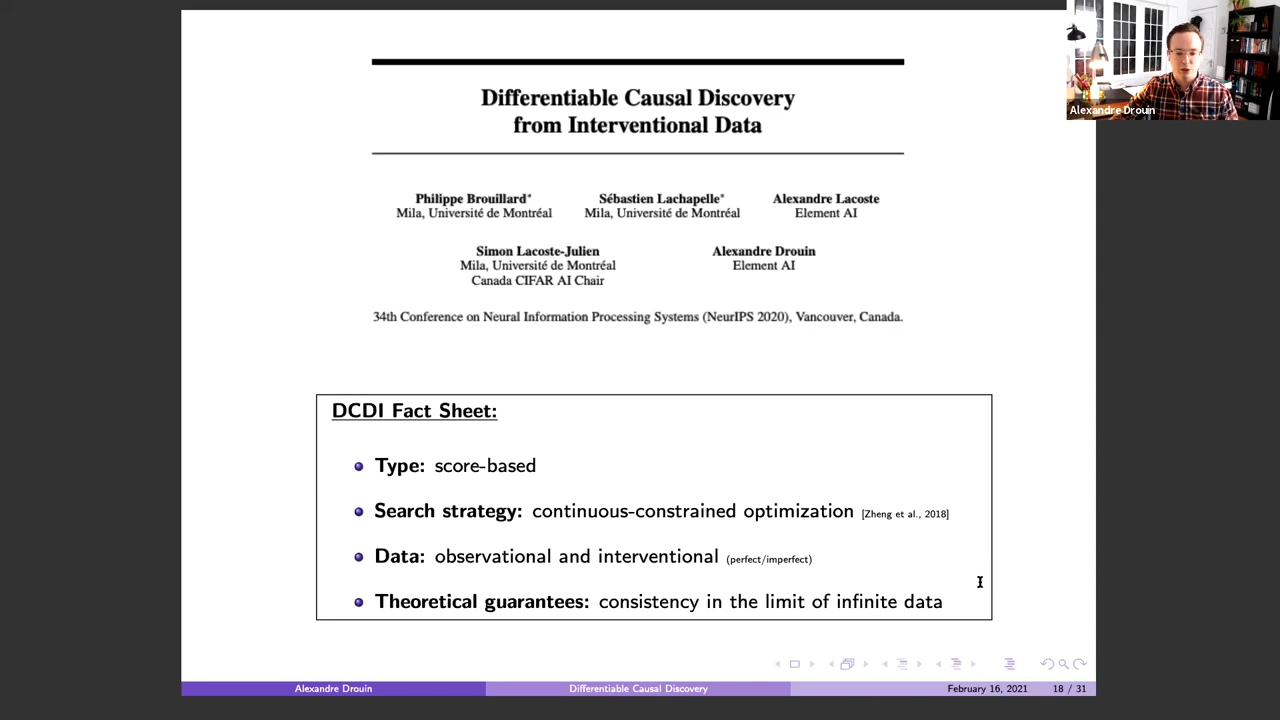 Differentiable Causal Discovery
from Interventional Data
Philippe Brouillard* Sébastien Lachapelle* Alexandre Lacoste
Mila, Université de Montréal Mila, Université de Montréal Element AI
Simon Lacoste-Julien Alexandre Drouin
Mila, Université de Montréal Element AI
Canada CIFAR AI Chair
34th Conference on Neural Information Processing Systems (NeurIPS 2020), Vancouver, Canada.
DCDI Fact Sheet:
Type: score-based
Search strategy: continuous-constrained optimization [Zheng et al., 2018]
Data: observational and interventional (perfect/imperfect)
Theoretical guarantees: consistency in the limit of infinite data
Alexandre Drouin Differentiable Causal Discovery February 16, 2021 18 / 31
Alexandre Drouin